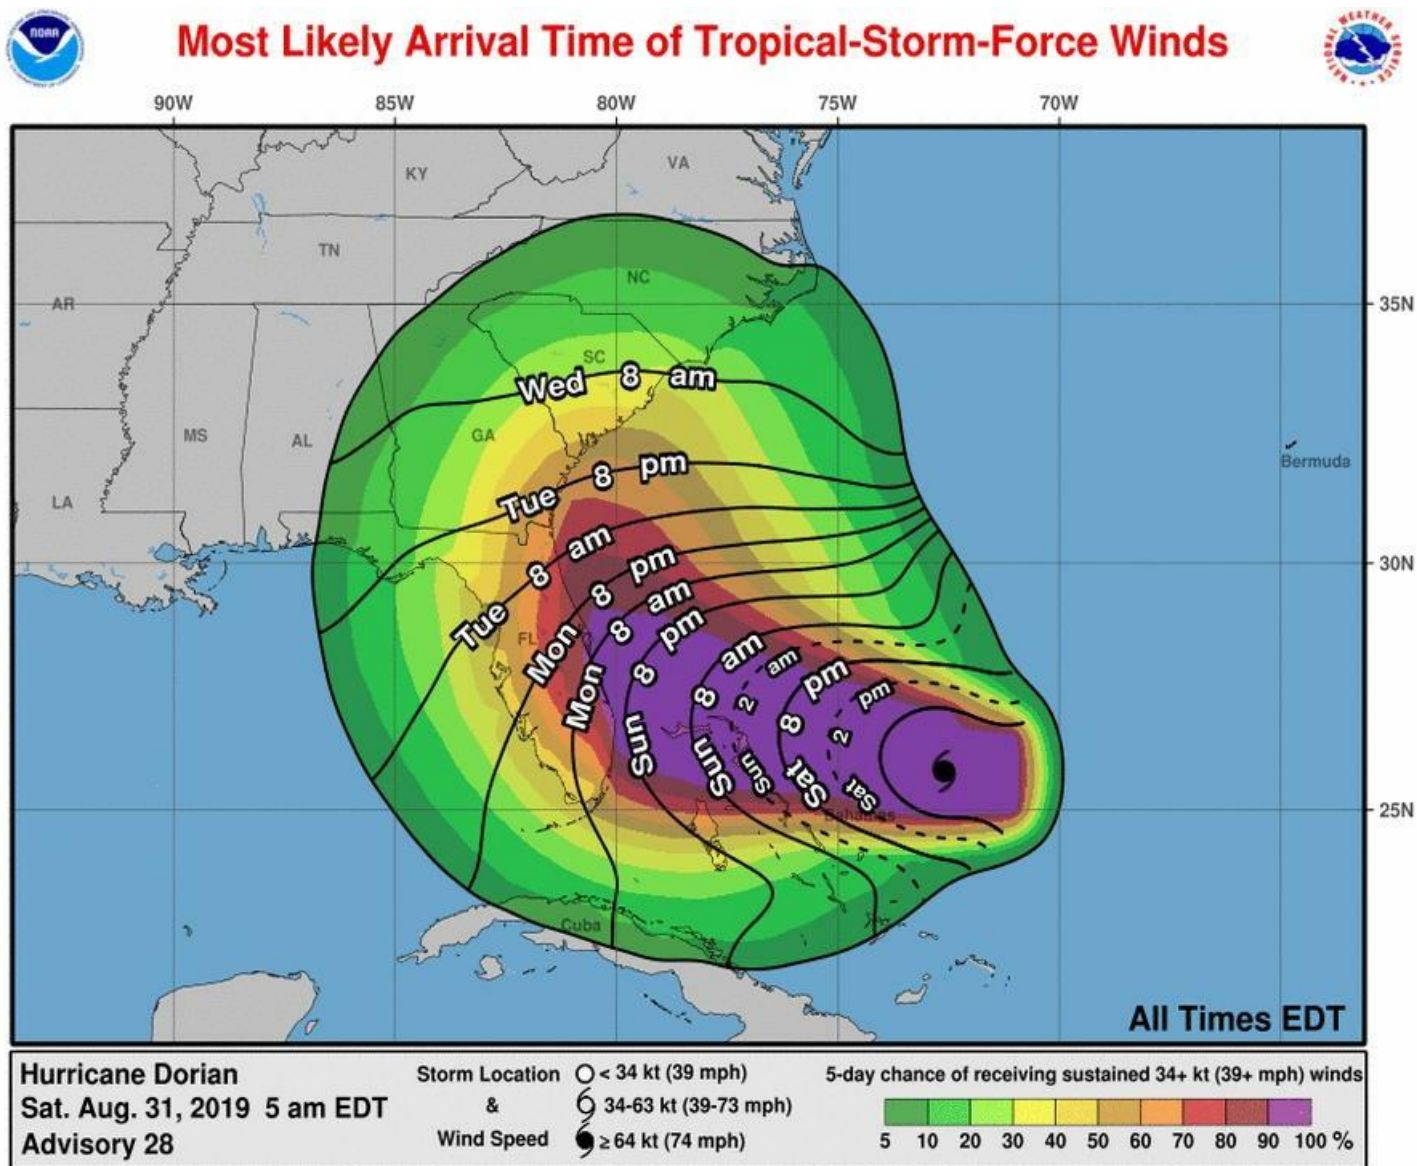 NOAA
Most Likely Arrival Time of Tropical-Storm-Force Winds
NATIONAL WEATHER SERVICE
90W 85W 80W 75W 70W
VA
KY
TN
NC
AR
35N
SC
Wed 8 am
MS
AL
GA
Bermuda
Tue 8 pm
LA
Tue 8 am
30N
Mon 8 pm
Mon 8 am
FL
Sun 8 pm
Sun 8 am
Sun 2 am
Sat 8 pm
Sat 2 pm
Bahamas
25N
Cuba
All Times EDT
Hurricane Dorian
Sat. Aug. 31, 2019 5 am EDT
Advisory 28
Storm Location
&
Wind Speed
< 34 kt (39 mph)
34-63 kt (39-73 mph)
≥ 64 kt (74 mph)
5-day chance of receiving sustained 34+ kt (39+ mph) winds
5 10 20 30 40 50 60 70 80 90 100 %